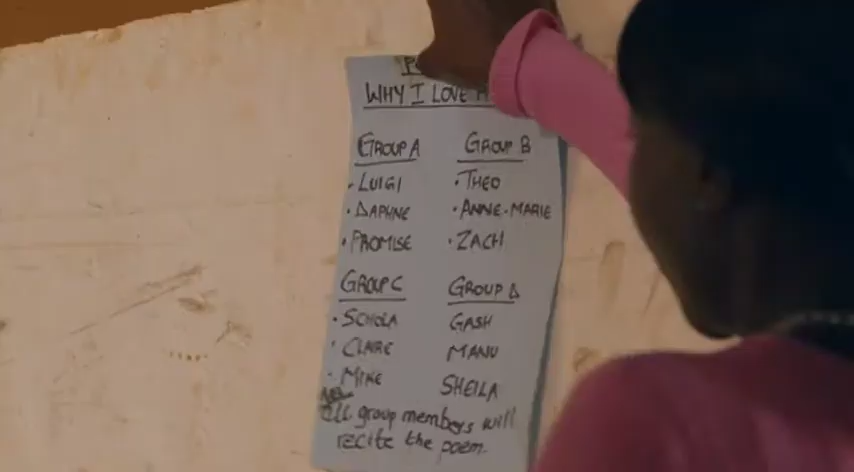 WHY I LOVE
GROUP A
• LUIGI
• DAPHNE
• PROMISE
GROUP B
• THEO
• ANNE-MARIE
• ZACH
GROUP C
• SCHOLA
• CLAIRE
• MIKE
GROUP D
GASH
MANU
SHEILA
All group members will
recite the poem.